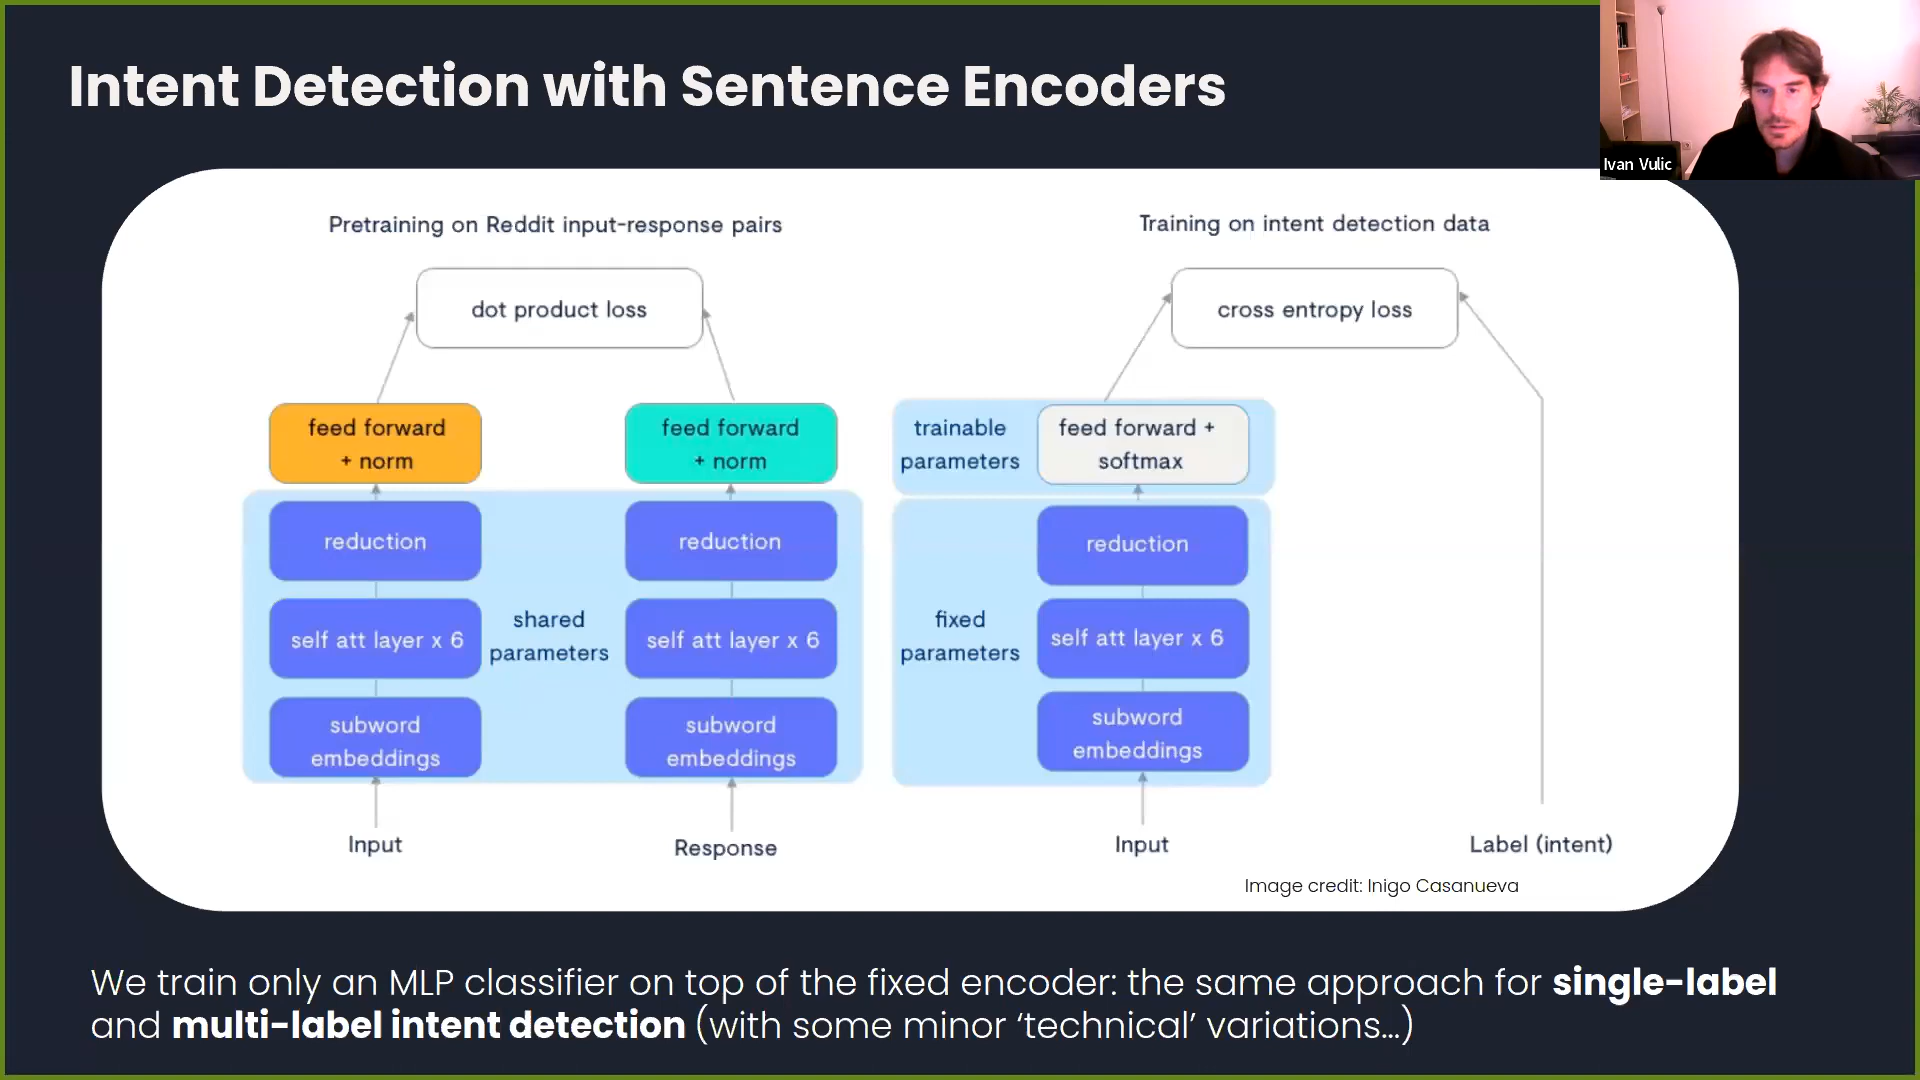 Intent Detection with Sentence Encoders
Ivan Vulic
Pretraining on Reddit input-response pairs
dot product loss
feed forward
+ norm
feed forward
+ norm
reduction
reduction
self att layer x 6
shared
parameters
self att layer x 6
subword
embeddings
subword
embeddings
Input
Response
Training on intent detection data
cross entropy loss
trainable
parameters
feed forward +
softmax
reduction
fixed
parameters
self att layer x 6
subword
embeddings
Input
Label (intent)
Image credit: Inigo Casanueva
We train only an MLP classifier on top of the fixed encoder: the same approach for single-label
and multi-label intent detection (with some minor ‘technical’ variations...)